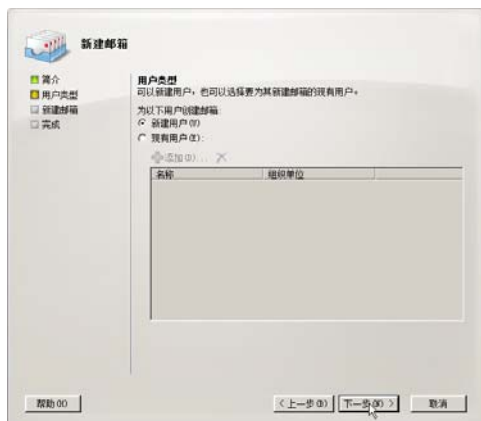 新建邮箱
简介
用户类型
新建邮箱
完成
用户类型
可以新建用户，也可以选择要为其新建邮箱的现有用户。
为以下用户创建邮箱:
新建用户(W)
现有用户(E):
添加(D)...
名称 组织单位
帮助(H) <上一步(B) 下一步(N)> 取消